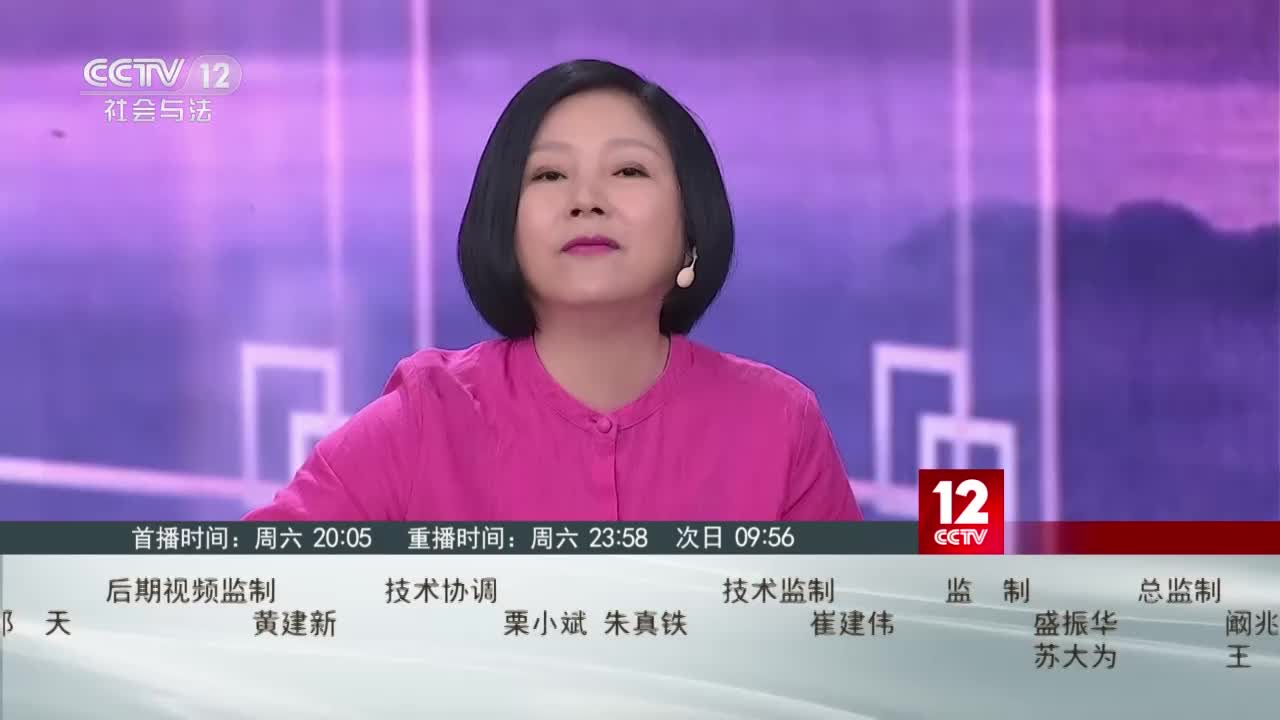 CCTV 12
社会与法
首播时间：周六 20:05 重播时间：周六 23:58 次日 09:56
12
CCTV
后期视频监制 技术协调 技术监制 监 制 总监制
天 黄建新 栗小斌 朱真铁 崔建伟 盛振华 阚兆
苏大为 王